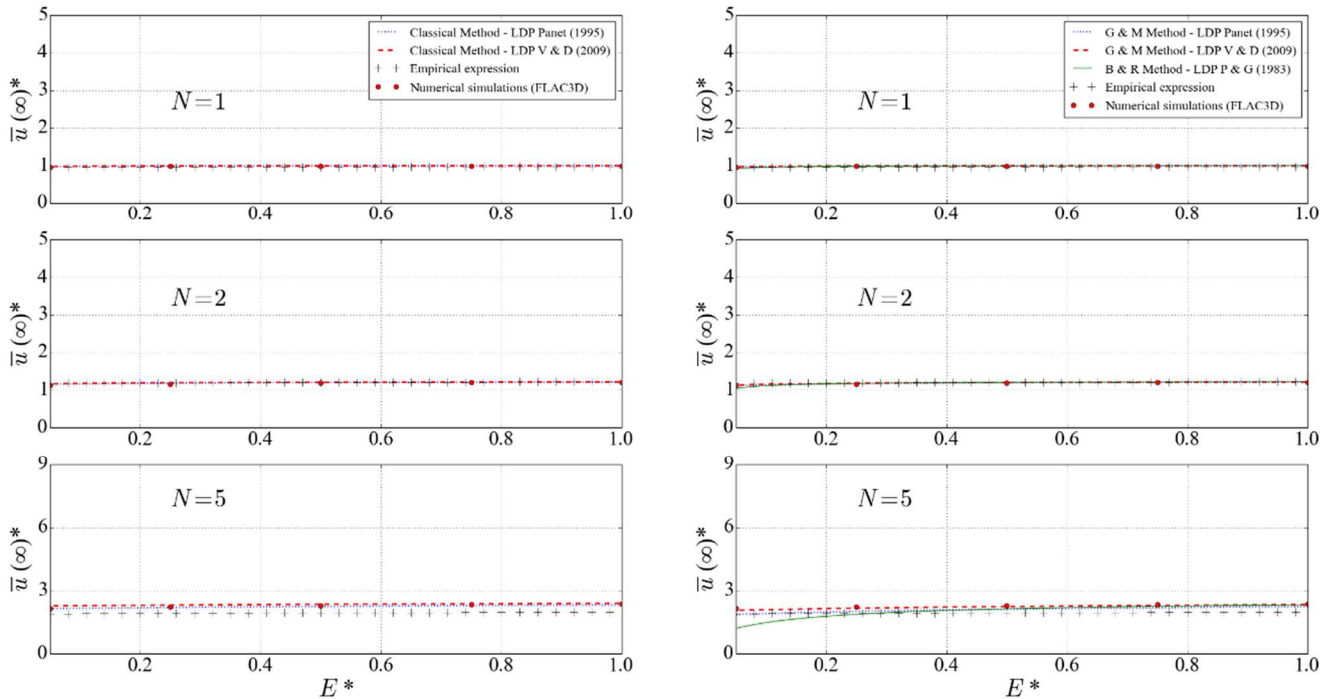 5
4
3
2
1
0
ū(∞)*
N=1
Classical Method - LDP Panet (1995)
Classical Method - LDP V & D (2009)
Empirical expression
Numerical simulations (FLAC3D)
0.2 0.4 0.6 0.8 1.0
5
4
3
2
1
0
ū(∞)*
N=1
G & M Method - LDP Panet (1995)
G & M Method - LDP V & D (2009)
B & R Method - LDP P & G (1983)
Empirical expression
Numerical simulations (FLAC3D)
0.2 0.4 0.6 0.8 1.0
5
4
3
2
1
0
ū(∞)*
N=2
0.2 0.4 0.6 0.8 1.0
5
4
3
2
1
0
ū(∞)*
N=2
0.2 0.4 0.6 0.8 1.0
9
6
3
0
ū(∞)*
N=5
0.2 0.4 0.6 0.8 1.0
E*
9
6
3
0
ū(∞)*
N=5
0.2 0.4 0.6 0.8 1.0
E*